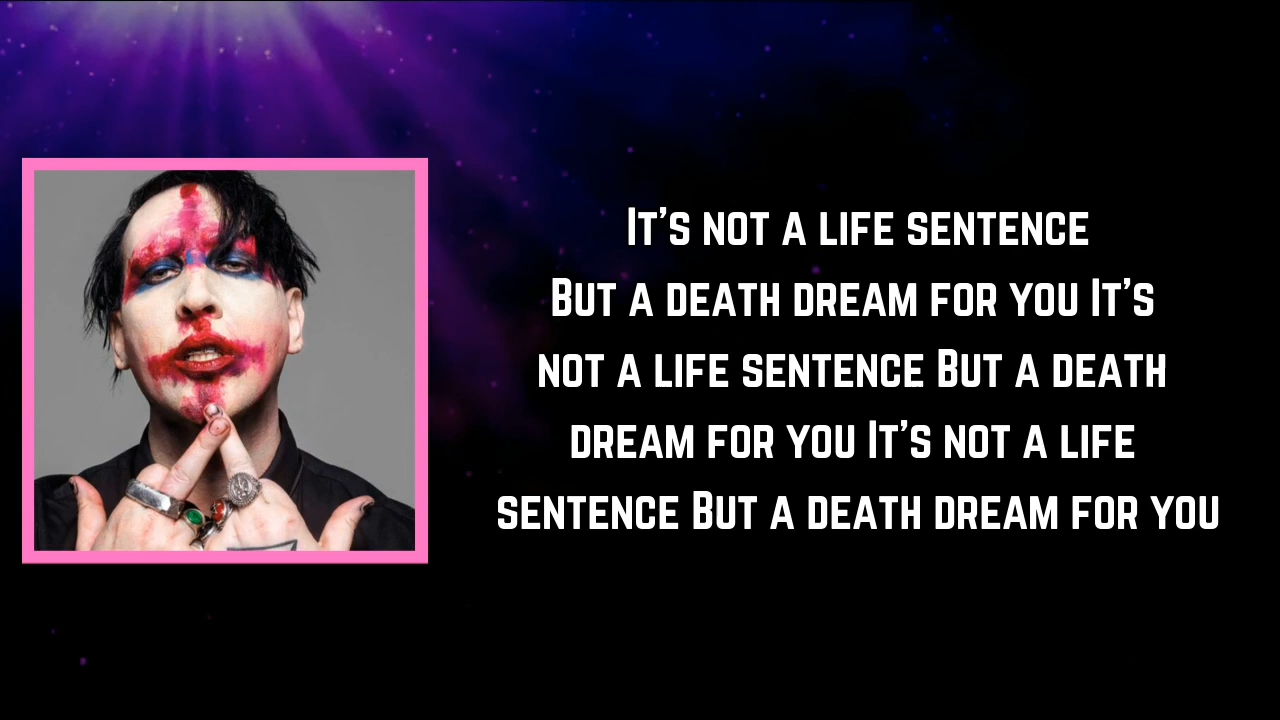 It's not a life sentence
But a death dream for you It's
not a life sentence But a death
dream for you It's not a life
sentence But a death dream for you